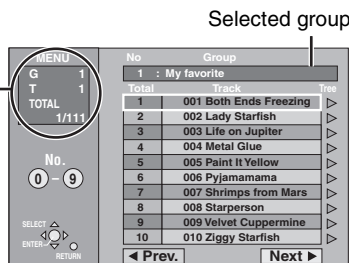 Selected group
MENU
G 1
T 1
TOTAL
1/111
No.
0 - 9
SELECT
ENTER
RETURN
No Group
1 : My favorite
Total Track Tree
1 001 Both Ends Freezing
2 002 Lady Starfish
3 003 Life on Jupiter
4 004 Metal Glue
5 005 Paint It Yellow
6 006 Pyjamamama
7 007 Shrimps from Mars
8 008 Starperson
9 009 Velvet Cuppermine
10 010 Ziggy Starfish
◀ Prev. Next ▶